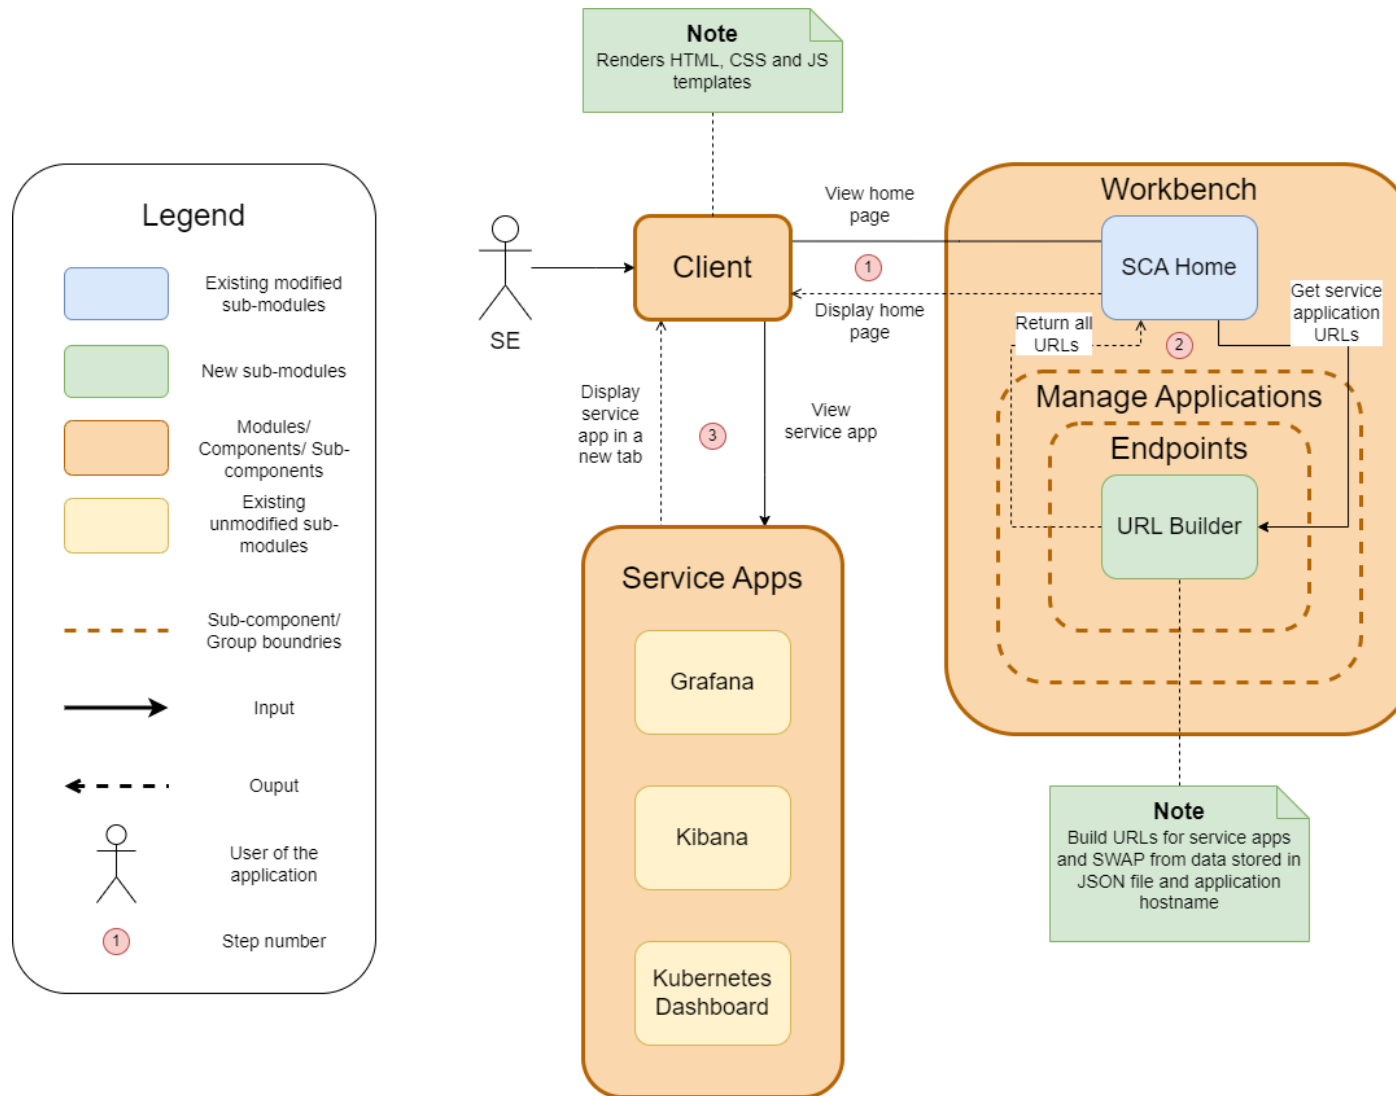 Note
Renders HTML, CSS and JS
templates
Legend
Existing modified
sub-modules
New sub-modules
Modules/
Components/ Sub-
components
Existing
unmodified sub-
modules
Sub-component/
Group boundries
Input
Ouput
User of the
application
1
Step number
SE
Client
View home
page
1
Display home
page
Workbench
SCA Home
Get service
application
URLs
Return all
URLs
2
Manage Applications
Endpoints
URL Builder
Display
service
app in a
new tab
3
View
service app
Service Apps
Grafana
Kibana
Kubernetes
Dashboard
Note
Build URLs for service apps
and SWAP from data stored in
JSON file and application
hostname